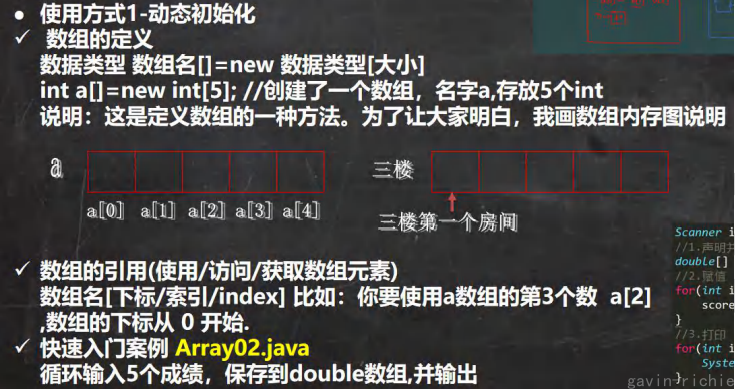 ● 使用方式1-动态初始化
✓ 数组的定义
数据类型 数组名[]=new 数据类型[大小]
int a[]=new int[5]; //创建了一个数组，名字a,存放5个int
说明：这是定义数组的一种方法。为了让大家明白，我画数组内存图说明
a
a[0] a[1] a[2] a[3] a[4]
三楼
三楼第一个房间
✓ 数组的引用(使用/访问/获取数组元素)
数组名[下标/索引/index] 比如：你要使用a数组的第3个数 a[2]
,数组的下标从 0 开始.
✓ 快速入门案例 Array02.java
循环输入5个成绩，保存到double数组,并输出
Scanner i
//1.声明
double[]
//2.赋值
for(int i
score
}
//3.打印
for(int i
Syste
}
gavin-richie